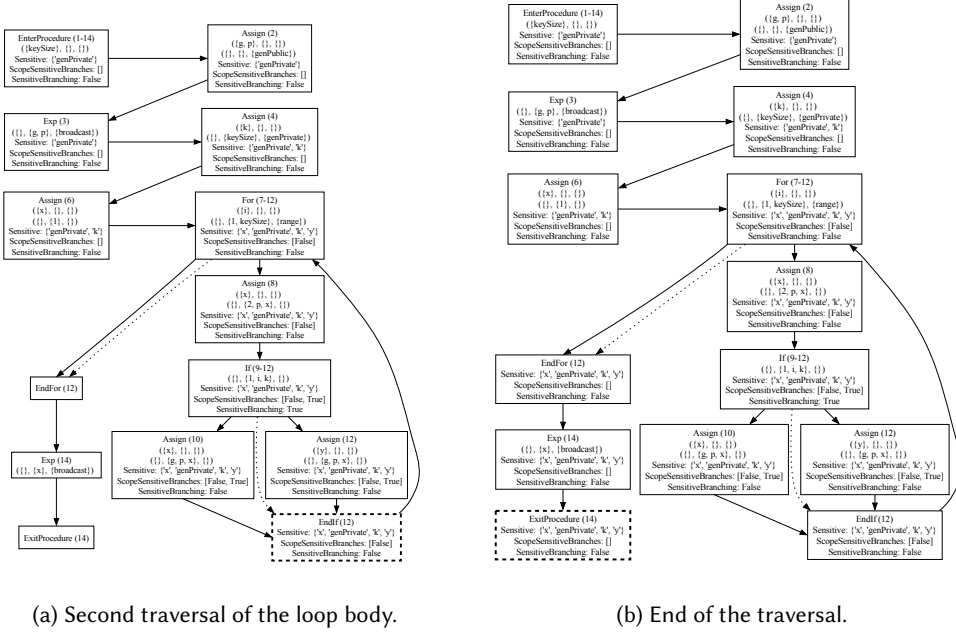 EnterProcedure (1-14)
({keySize}, {}, {})
Sensitive: {'genPrivate'}
ScopeSensitiveBranches: []
SensitiveBranching: False
Assign (2)
({g, p}, {}, {})
({}, {}, {genPublic})
Sensitive: {'genPrivate'}
ScopeSensitiveBranches: []
SensitiveBranching: False
Exp (3)
({}, {g, p}, {broadcast})
Sensitive: {'genPrivate'}
ScopeSensitiveBranches: []
SensitiveBranching: False
Assign (4)
({k}, {}, {})
({}, {keySize}, {genPrivate})
Sensitive: {'genPrivate', 'k'}
ScopeSensitiveBranches: []
SensitiveBranching: False
Assign (6)
({x}, {}, {})
({}, {1}, {})
Sensitive: {'genPrivate', 'k'}
ScopeSensitiveBranches: []
SensitiveBranching: False
For (7-12)
({i}, {}, {})
({}, {1, keySize}, {range})
Sensitive: {'x', 'genPrivate', 'k', 'y'}
ScopeSensitiveBranches: [False]
SensitiveBranching: False
Assign (8)
({x}, {}, {})
({}, {2, p, x}, {})
Sensitive: {'x', 'genPrivate', 'k', 'y'}
ScopeSensitiveBranches: [False]
SensitiveBranching: False
EndFor (12)
If (9-12)
({}, {1, i, k}, {})
Sensitive: {'x', 'genPrivate', 'k', 'y'}
ScopeSensitiveBranches: [False, True]
SensitiveBranching: True
Exp (14)
({}, {x}, {broadcast})
Assign (10)
({x}, {}, {})
({}, {g, p, x}, {})
Sensitive: {'x', 'genPrivate', 'k', 'y'}
ScopeSensitiveBranches: [False, True]
SensitiveBranching: False
Assign (12)
({y}, {}, {})
({}, {g, p, x}, {})
Sensitive: {'x', 'genPrivate', 'k', 'y'}
ScopeSensitiveBranches: [False, True]
SensitiveBranching: False
ExitProcedure (14)
EndIf (12)
Sensitive: {'x', 'genPrivate', 'k', 'y'}
ScopeSensitiveBranches: [False]
SensitiveBranching: False
(a) Second traversal of the loop body.
EnterProcedure (1-14)
({keySize}, {}, {})
Sensitive: {'genPrivate'}
ScopeSensitiveBranches: []
SensitiveBranching: False
Assign (2)
({g, p}, {}, {})
({}, {}, {genPublic})
Sensitive: {'genPrivate'}
ScopeSensitiveBranches: []
SensitiveBranching: False
Exp (3)
({}, {g, p}, {broadcast})
Sensitive: {'genPrivate'}
ScopeSensitiveBranches: []
SensitiveBranching: False
Assign (4)
({k}, {}, {})
({}, {keySize}, {genPrivate})
Sensitive: {'genPrivate', 'k'}
ScopeSensitiveBranches: []
SensitiveBranching: False
Assign (6)
({x}, {}, {})
({}, {1}, {})
Sensitive: {'genPrivate', 'k'}
ScopeSensitiveBranches: []
SensitiveBranching: False
For (7-12)
({i}, {}, {})
({}, {1, keySize}, {range})
Sensitive: {'x', 'genPrivate', 'k', 'y'}
ScopeSensitiveBranches: [False]
SensitiveBranching: False
Assign (8)
({x}, {}, {})
({}, {2, p, x}, {})
Sensitive: {'x', 'genPrivate', 'k', 'y'}
ScopeSensitiveBranches: [False]
SensitiveBranching: False
EndFor (12)
Sensitive: {'x', 'genPrivate', 'k', 'y'}
ScopeSensitiveBranches: []
SensitiveBranching: False
If (9-12)
({}, {1, i, k}, {})
Sensitive: {'x', 'genPrivate', 'k', 'y'}
ScopeSensitiveBranches: [False, True]
SensitiveBranching: True
Exp (14)
({}, {x}, {broadcast})
Sensitive: {'x', 'genPrivate', 'k', 'y'}
ScopeSensitiveBranches: []
SensitiveBranching: False
Assign (10)
({x}, {}, {})
({}, {g, p, x}, {})
Sensitive: {'x', 'genPrivate', 'k', 'y'}
ScopeSensitiveBranches: [False, True]
SensitiveBranching: False
Assign (12)
({y}, {}, {})
({}, {g, p, x}, {})
Sensitive: {'x', 'genPrivate', 'k', 'y'}
ScopeSensitiveBranches: [False, True]
SensitiveBranching: False
ExitProcedure (14)
Sensitive: {'x', 'genPrivate', 'k', 'y'}
ScopeSensitiveBranches: []
SensitiveBranching: False
EndIf (12)
Sensitive: {'x', 'genPrivate', 'k', 'y'}
ScopeSensitiveBranches: [False]
SensitiveBranching: False
(b) End of the traversal.